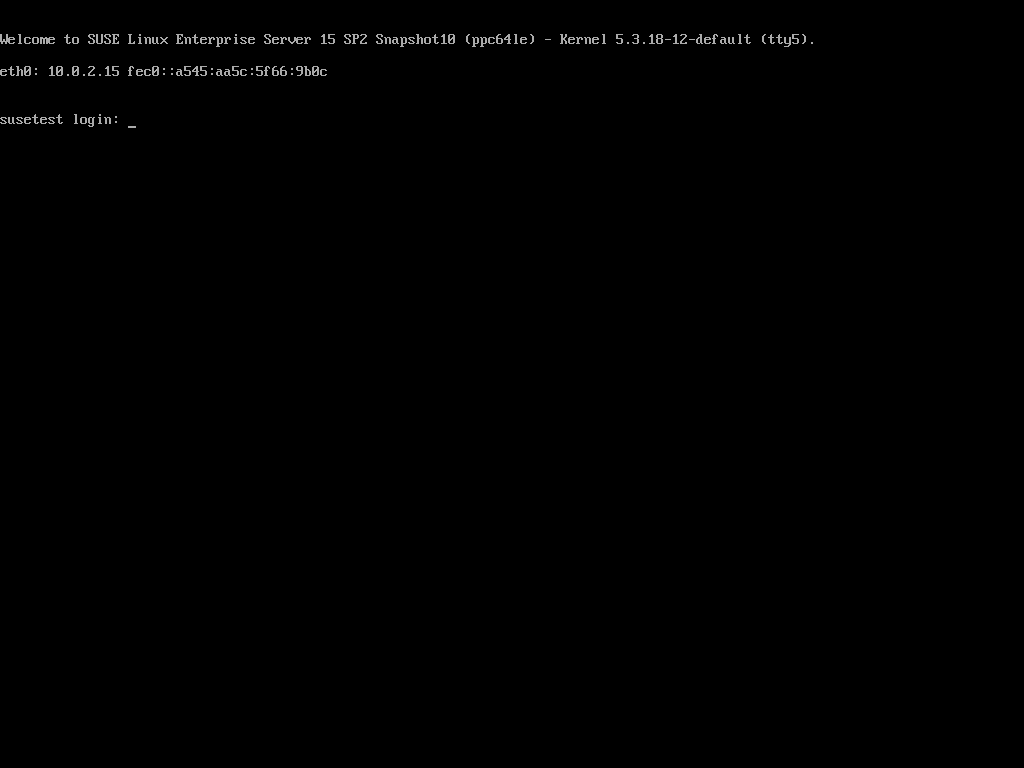 Welcome to SUSE Linux Enterprise Server 15 SP2 Snapshot10 (ppc64le) - Kernel 5.3.18-12-default (tty5).
eth0: 10.0.2.15 fec0::a545:aa5c:5f66:9b0c
susetest login: _